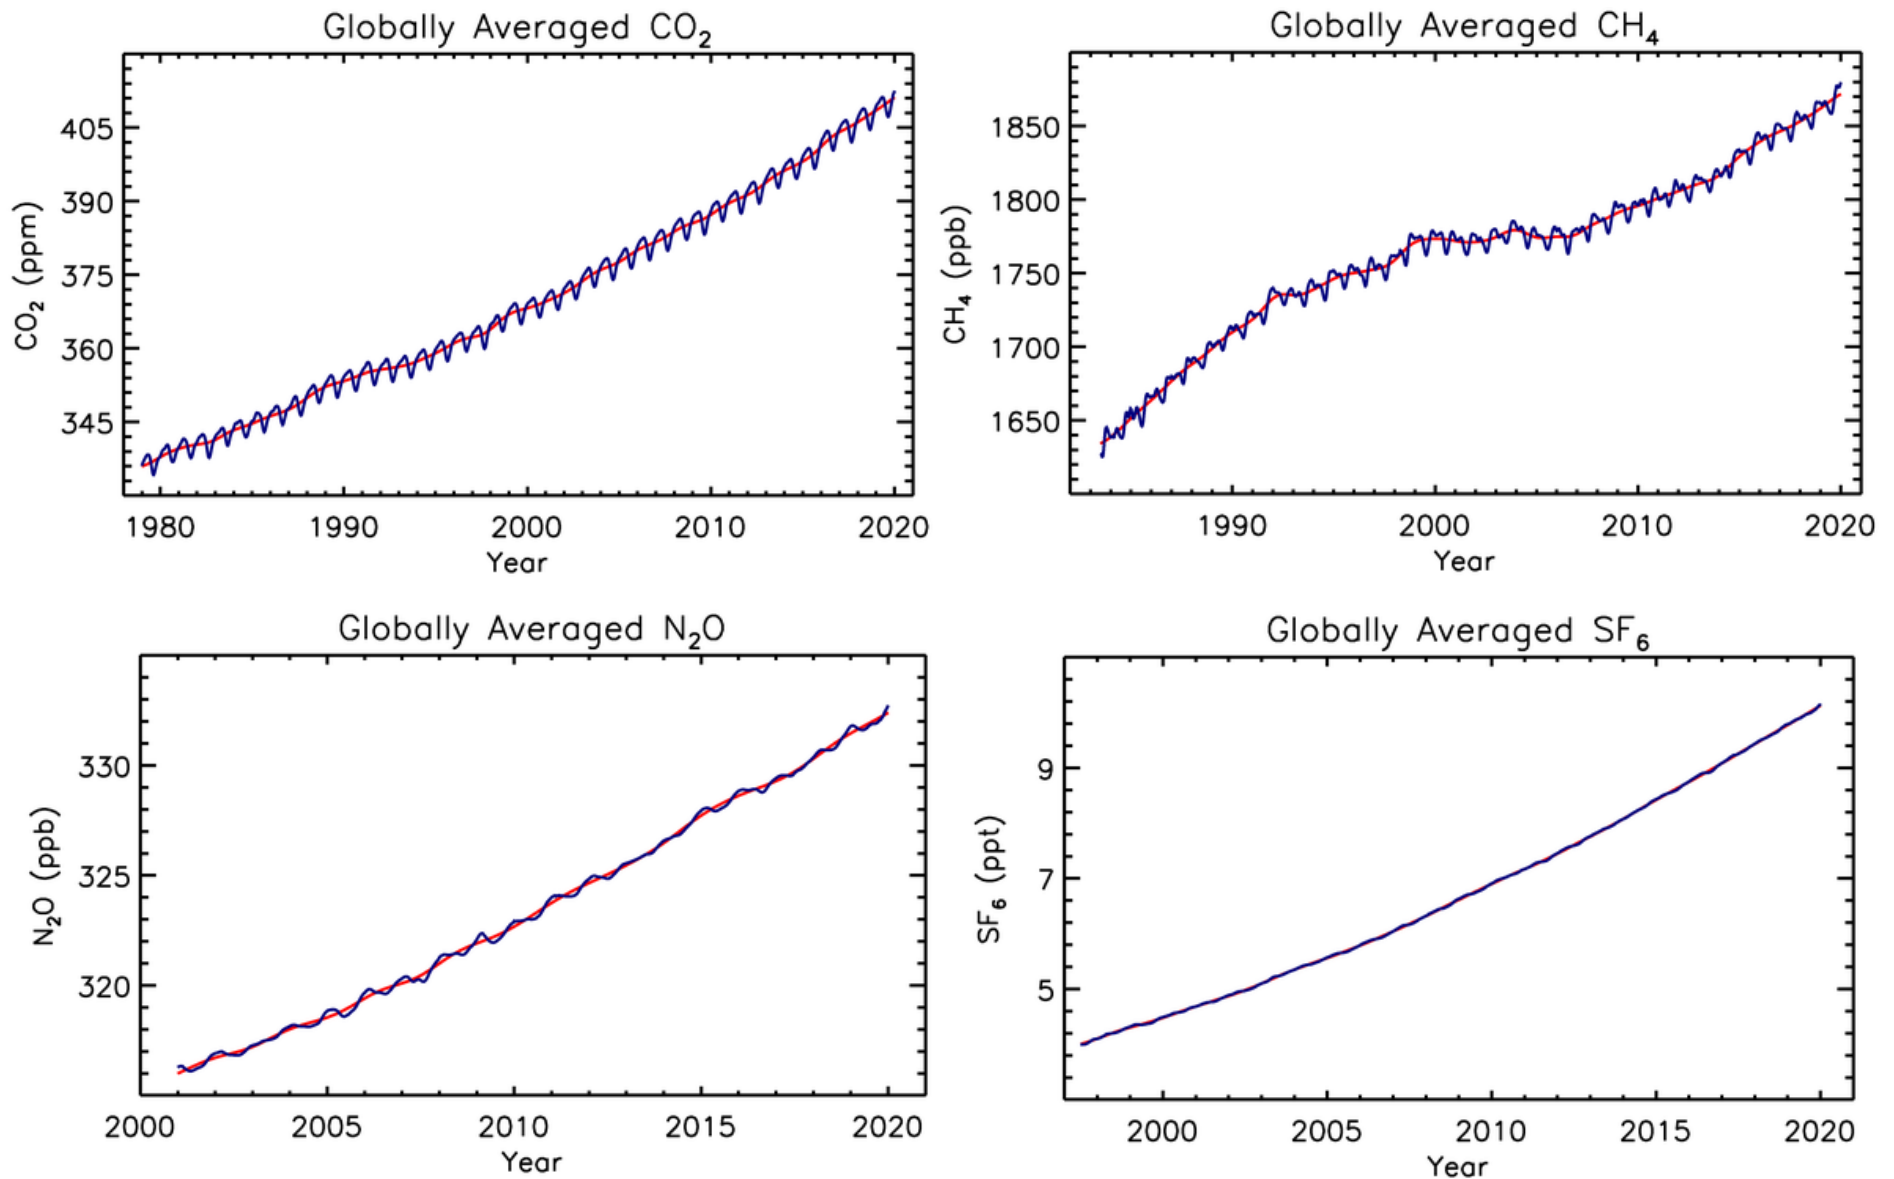 Globally Averaged CO₂
CO₂ (ppm)
405
390
375
360
345
1980 1990 2000 2010 2020
Year
Globally Averaged CH₄
CH₄ (ppb)
1850
1800
1750
1700
1650
1990 2000 2010 2020
Year
Globally Averaged N₂O
N₂O (ppb)
330
325
320
2000 2005 2010 2015 2020
Year
Globally Averaged SF₆
SF₆ (ppt)
9
7
5
2000 2005 2010 2015 2020
Year